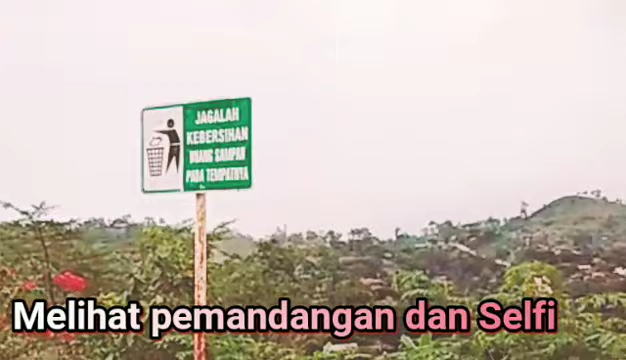 JAGALAH
KEBERSIHAN
BUANG SAMPAH
PADA TEMPATNYA
Melihat pemandangan dan Selfi